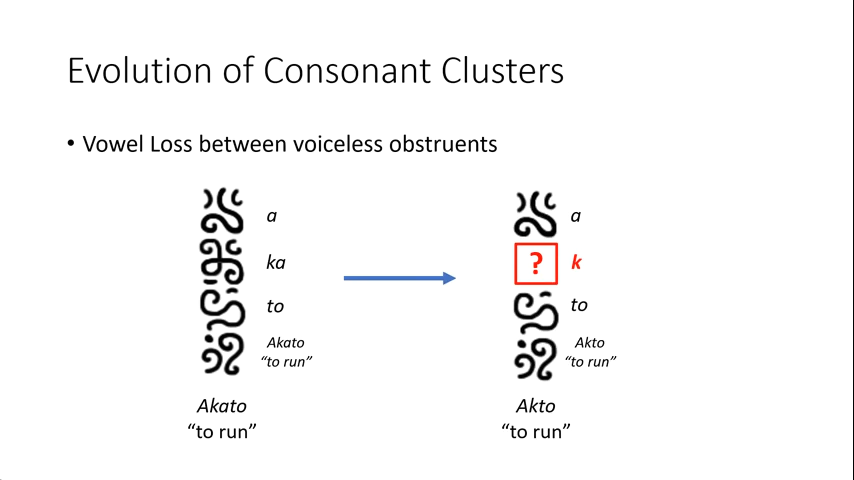 Evolution of Consonant Clusters
• Vowel Loss between voiceless obstruents
a
ka
to
Akato
“to run”
Akato
“to run”
a
? k
to
Akto
“to run”
Akto
“to run”